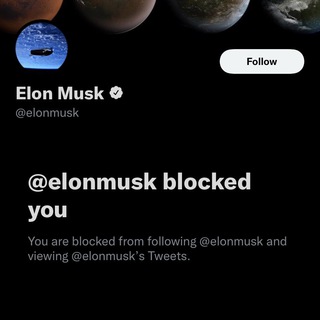 Follow
Elon Musk
@elonmusk
@elonmusk blocked
you
You are blocked from following @elonmusk and
viewing @elonmusk's Tweets.